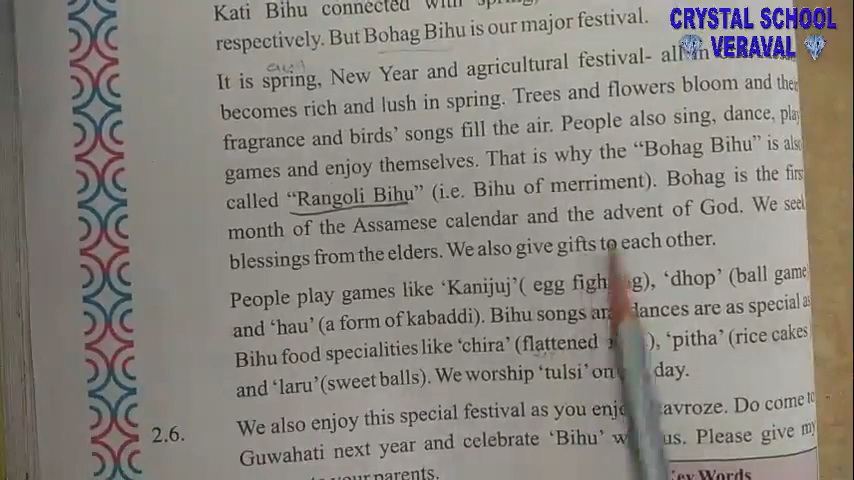 CRYSTAL SCHOOL
VERAVAL
Kati Bihu connected with
respectively. But Bohag Bihu is our major festival.
It is spring, New Year and agricultural festival- all in
becomes rich and lush in spring. Trees and flowers bloom and
fragrance and birds' songs fill the air. People also sing, dance, play
games and enjoy themselves. That is why the “Bohag Bihu” is also
called “Rangoli Bihu” (i.e. Bihu of merriment). Bohag is the first
month of the Assamese calendar and the advent of God. We seek
blessings from the elders. We also give gifts to each other.
People play games like ‘Kanijuj’( egg fighting), ‘dhop’ (ball game
and ‘hau’ (a form of kabaddi). Bihu songs and dances are as special as
Bihu food specialities like ‘chira’ (flattened ), ‘pitha’ (rice cakes
and ‘laru’(sweet balls). We worship ‘tulsi’ on day.
2.6. We also enjoy this special festival as you enjoy Navroze. Do come to
Guwahati next year and celebrate ‘Bihu’ with us. Please give my
your parents.
Key Words